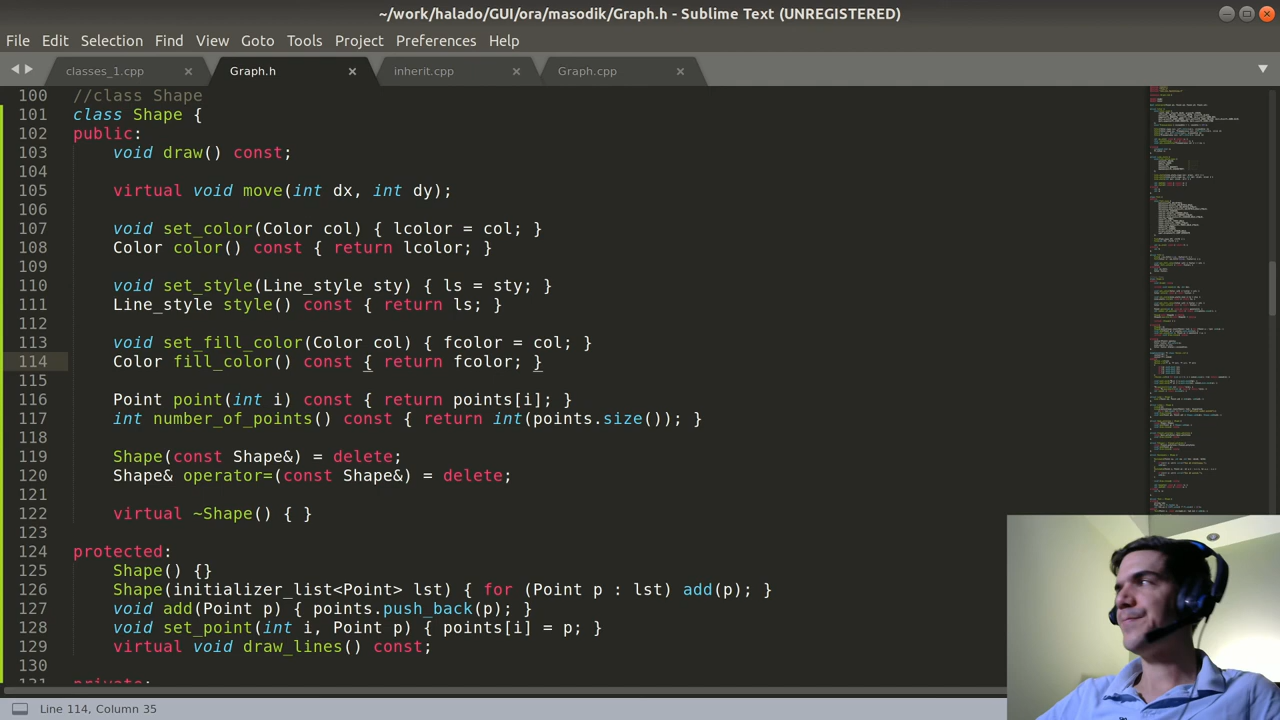 ~/work/halado/GUI/ora/masodik/Graph.h - Sublime Text (UNREGISTERED)
File Edit Selection Find View Goto Tools Project Preferences Help
classes_1.cpp Graph.h inherit.cpp Graph.cpp
100 //class Shape
101 class Shape {
102 public:
103 void draw() const;
104
105 virtual void move(int dx, int dy);
106
107 void set_color(Color col) { lcolor = col; }
108 Color color() const { return lcolor; }
109
110 void set_style(Line_style sty) { ls = sty; }
111 Line_style style() const { return ls; }
112
113 void set_fill_color(Color col) { fcolor = col; }
114 Color fill_color() const { return fcolor; }
115
116 Point point(int i) const { return points[i]; }
117 int number_of_points() const { return int(points.size()); }
118
119 Shape(const Shape&) = delete;
120 Shape& operator=(const Shape&) = delete;
121
122 virtual ~Shape() { }
123
124 protected:
125 Shape() {}
126 Shape(initializer_list<Point> lst) { for (Point p : lst) add(p); }
127 void add(Point p) { points.push_back(p); }
128 void set_point(int i, Point p) { points[i] = p; }
129 virtual void draw_lines() const;
130
131 private:
Line 114, Column 35